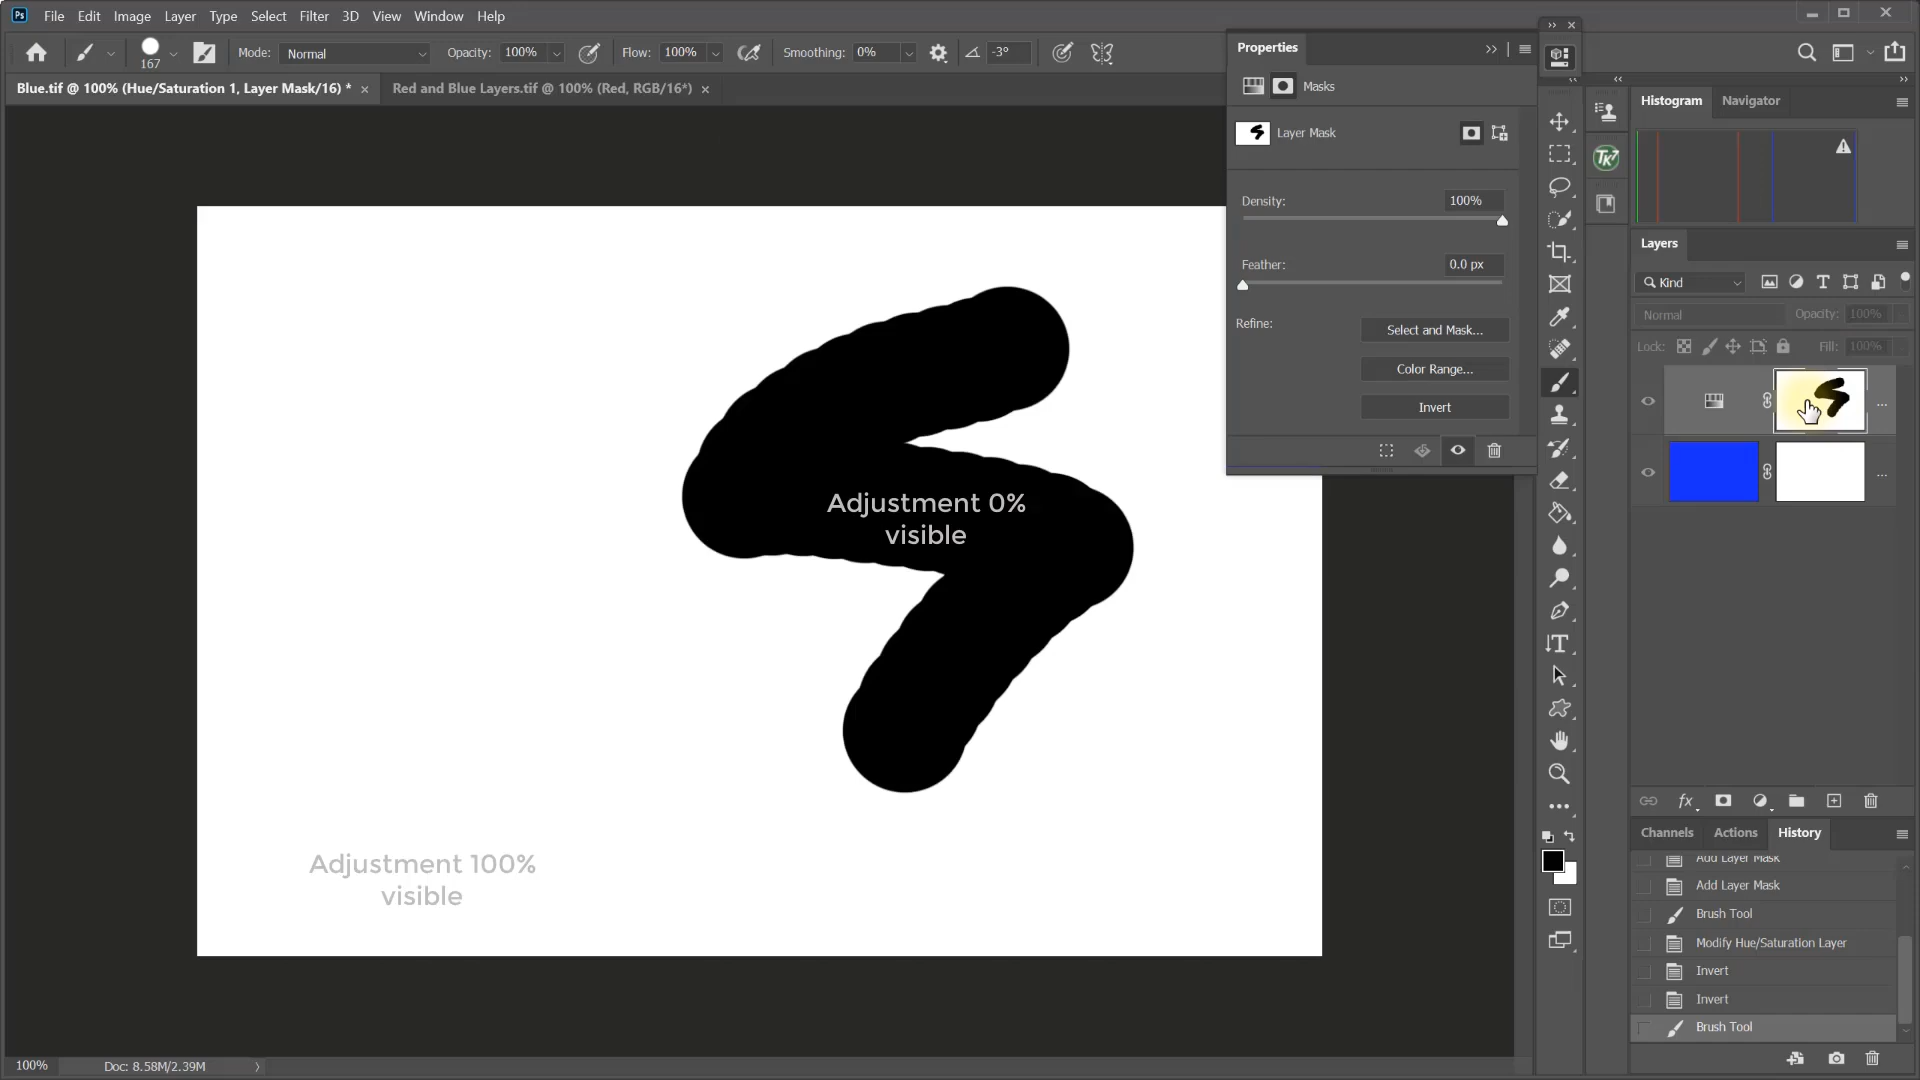 Ps File Edit Image Layer Type Select Filter 3D View Window Help
167 Mode: Normal Opacity: 100% Flow: 100% Smoothing: 0% -3°
Blue.tif @ 100% (Hue/Saturation 1, Layer Mask/16) * × Red and Blue Layers.tif @ 100% (Red, RGB/16*) ×
Properties
Masks
Layer Mask
Density: 100%
Feather: 0.0 px
Refine:
Select and Mask...
Color Range...
Invert
Adjustment 0%
visible
Adjustment 100%
visible
TK7
Histogram Navigator
Layers
Kind
Normal Opacity: 100%
Lock: Fill: 100%
fx
Channels Actions History
Add Layer Mask
Add Layer Mask
Brush Tool
Modify Hue/Saturation Layer
Invert
Invert
Brush Tool
100% Doc: 8.58M/2.39M